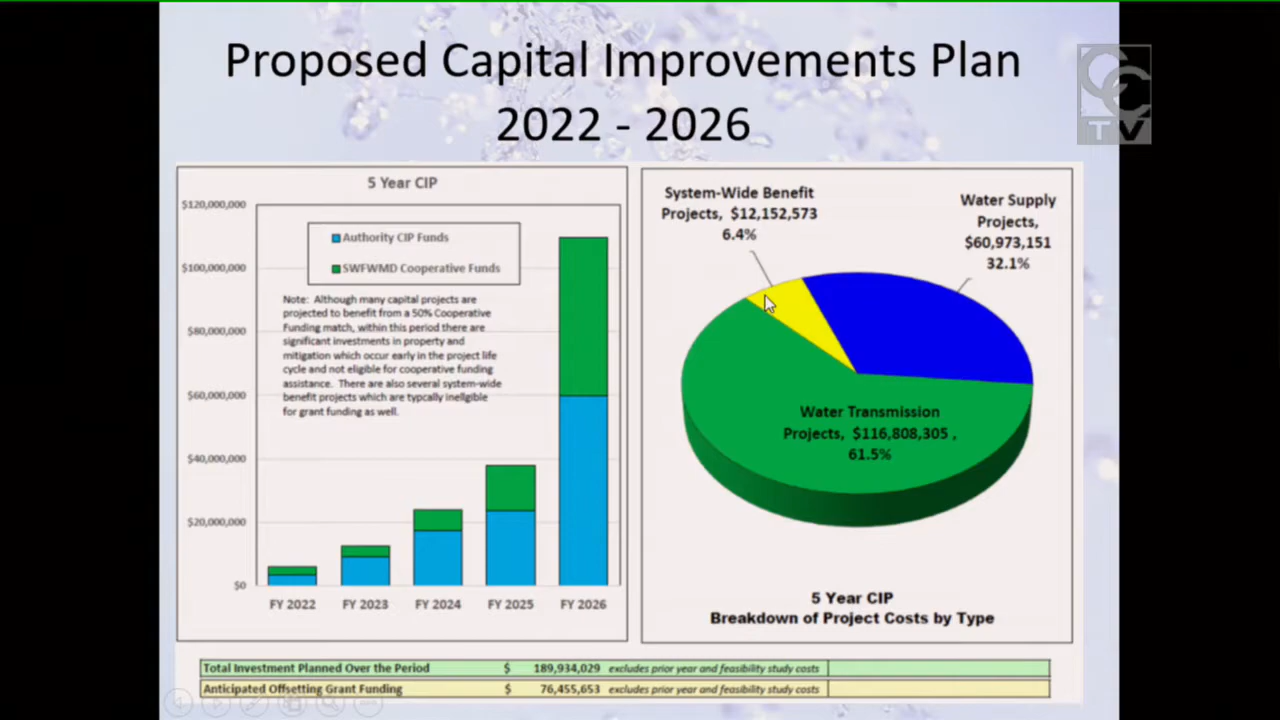 Proposed Capital Improvements Plan
2022 - 2026
CC
TV
5 Year CIP
$120,000,000
$100,000,000
$80,000,000
$60,000,000
$40,000,000
$20,000,000
$0
Authority CIP Funds
SWFWMD Cooperative Funds
Note: Although many capital projects are
projected to benefit from a 50% Cooperative
Funding match, within this period there are
significant investments in property and
mitigation which occur early in the project life
cycle and not eligible for cooperative funding
assistance. There are also several system-wide
benefit projects which are typcally ineligible
for grant funding as well.
FY 2022
FY 2023
FY 2024
FY 2025
FY 2026
System-Wide Benefit
Projects, $12,152,573
6.4%
Water Supply
Projects,
$60,973,151
32.1%
Water Transmission
Projects, $116,808,305 ,
61.5%
5 Year CIP
Breakdown of Project Costs by Type
Total Investment Planned Over the Period $ 189,934,029 excludes prior year and feasibility study costs
Anticipated Offsetting Grant Funding $ 76,455,653 excludes prior year and feasibility study costs